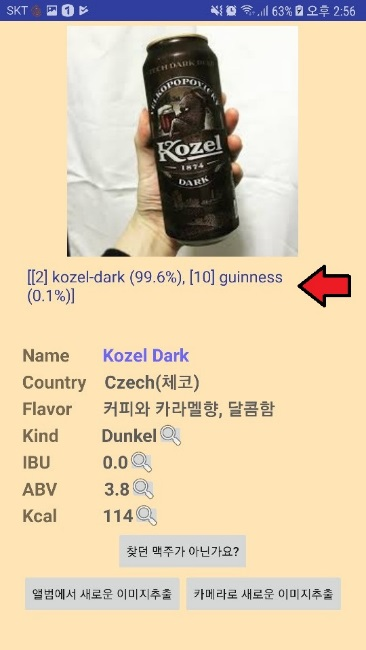 SKT 63% 오후 2:56
CZECH DARK BEER
VELKOPOPOVICKÝ
Kozel
1874
DARK
[[2] kozel-dark (99.6%), [10] guinness
(0.1%)]
Name Kozel Dark
Country Czech(체코)
Flavor 커피와 카라멜향, 달콤함
Kind Dunkel
IBU 0.0
ABV 3.8
Kcal 114
찾던 맥주가 아닌가요?
앨범에서 새로운 이미지추출 카메라로 새로운 이미지추출